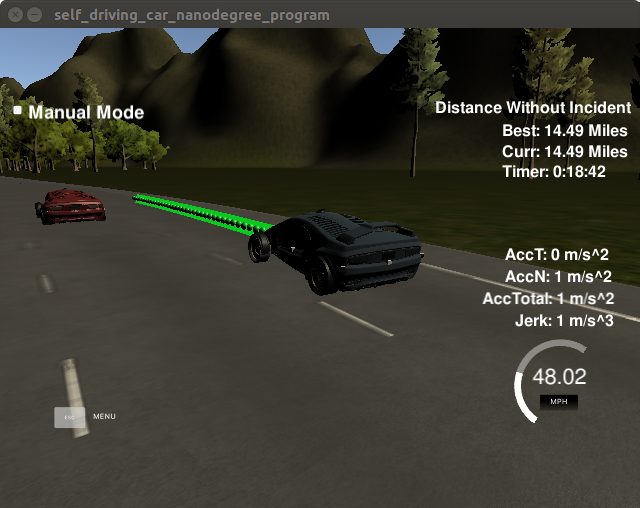 self_driving_car_nanodegree_program
Manual Mode
Distance Without Incident
Best: 14.49 Miles
Curr: 14.49 Miles
Timer: 0:18:42
AccT: 0 m/s^2
AccN: 1 m/s^2
AccTotal: 1 m/s^2
Jerk: 1 m/s^3
48.02
MPH
ESC MENU